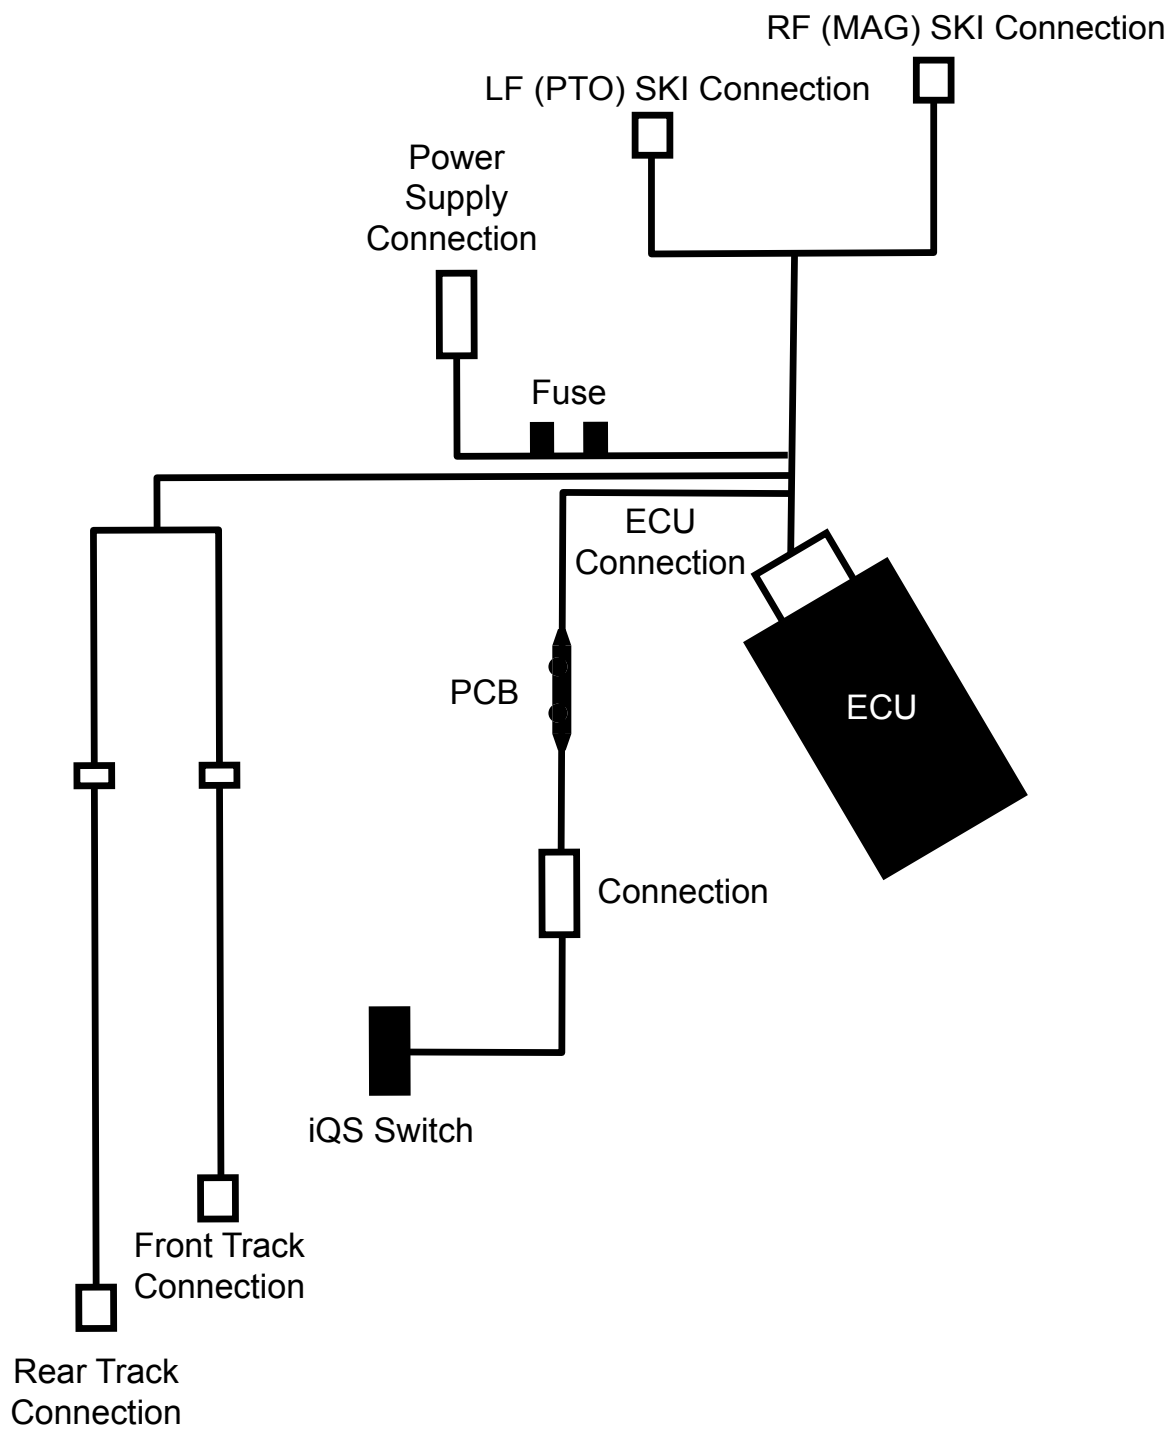 RF (MAG) SKI Connection
LF (PTO) SKI Connection
Power
Supply
Connection
Fuse
ECU
Connection
PCB
ECU
Connection
iQS Switch
Front Track
Connection
Rear Track
Connection